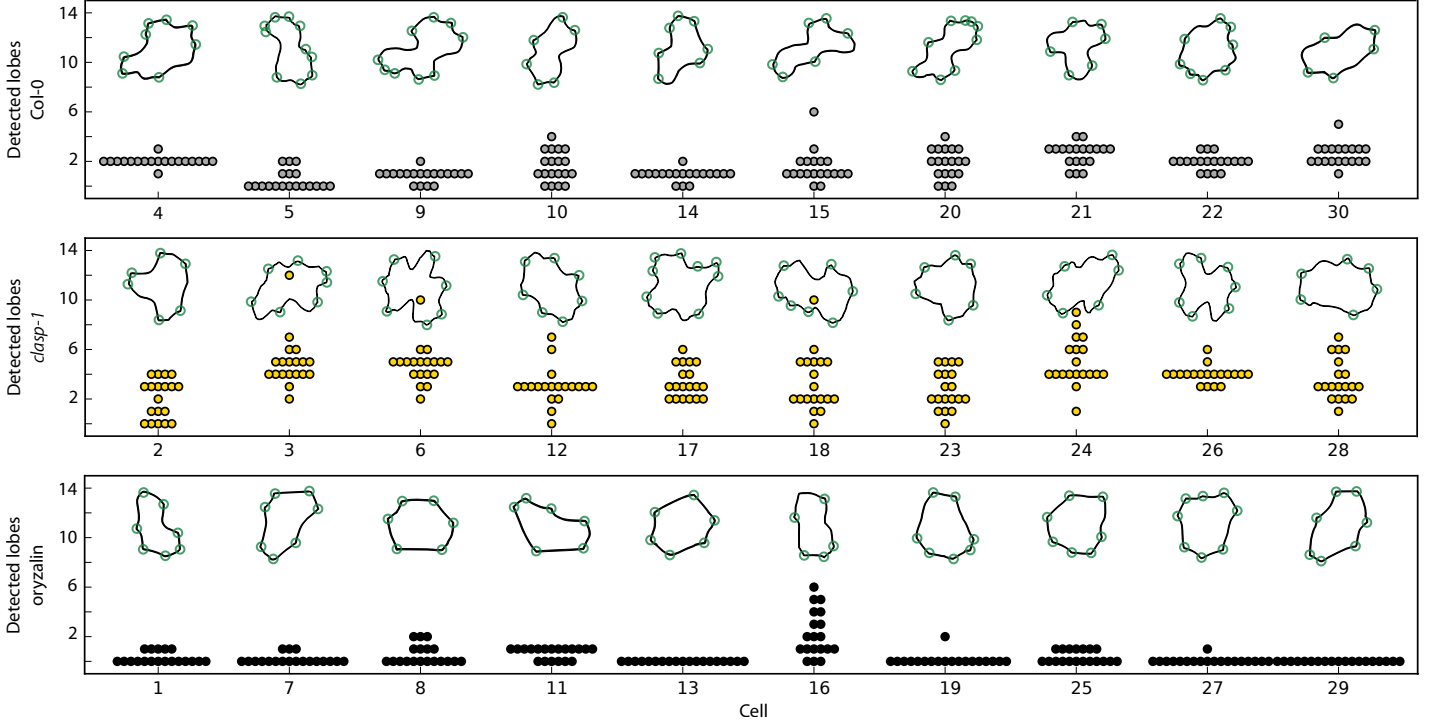 Detected lobes
Col-0
14
10
6
2
4 5 9 10 14 15 20 21 22 30
Detected lobes
clasp-1
14
10
6
2
2 3 6 12 17 18 23 24 26 28
Detected lobes
oryzalin
14
10
6
2
1 7 8 11 13 16 19 25 27 29
Cell